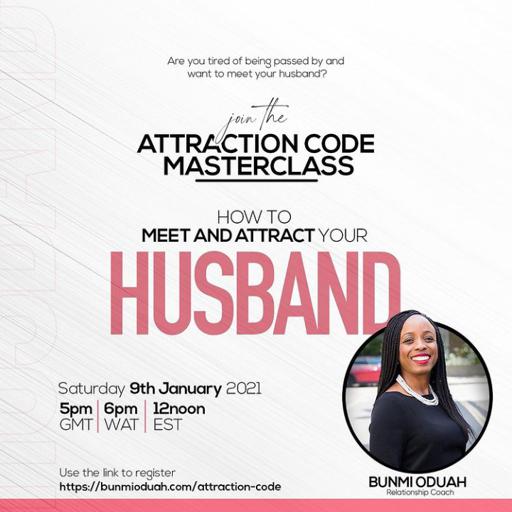 Are you tired of being passed by and
want to meet your husband?
join the
ATTRACTION CODE
MASTERCLASS
HOW TO
MEET AND ATTRACT YOUR
HUSBAND
Saturday 9th January 2021
5pm 6pm 12noon
GMT WAT EST
Use the link to register
https://bunmioduah.com/attraction-code
BUNMI ODUAH
Relationship Coach
HUSBAND